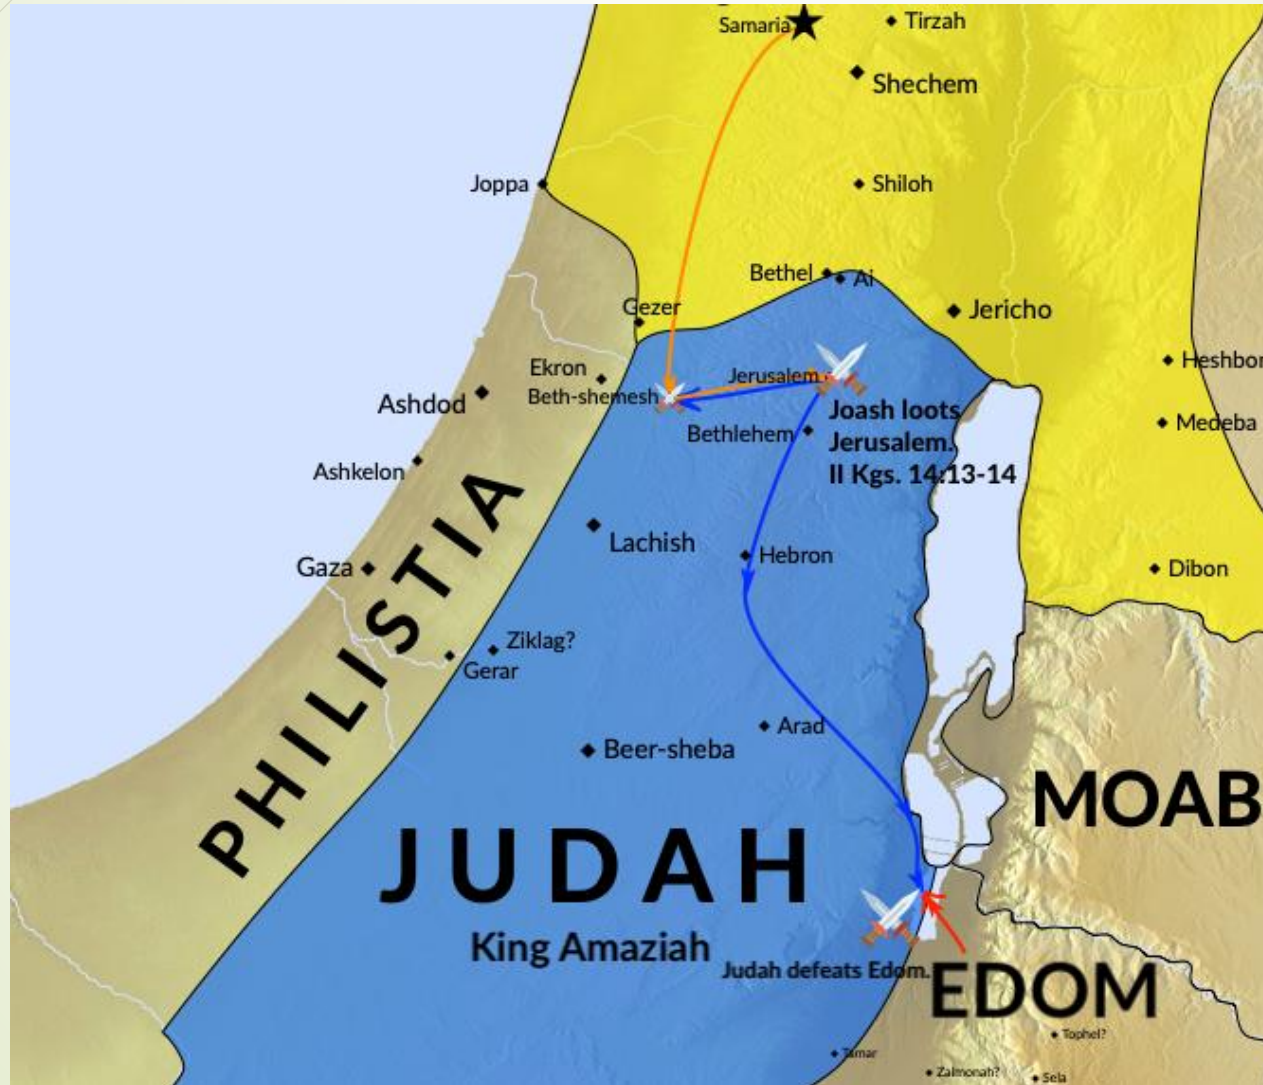 Samaria
Tirzah
Shechem
Joppa
Shiloh
Bethel
Ai
Gezer
Jericho
Ekron
Jerusalem
Heshbon
Beth-shemesh
Ashdod
Joash loots
Jerusalem.
II Kgs. 14:13-14
Medeba
Bethlehem
Ashkelon
PHILISTIA
Lachish
Hebron
Gaza
Dibon
Ziklag?
Gerar
Arad
Beer-sheba
MOAB
JUDAH
King Amaziah
Judah defeats Edom.
EDOM
Tophel?
Tamar
Zalmonah?
Sela